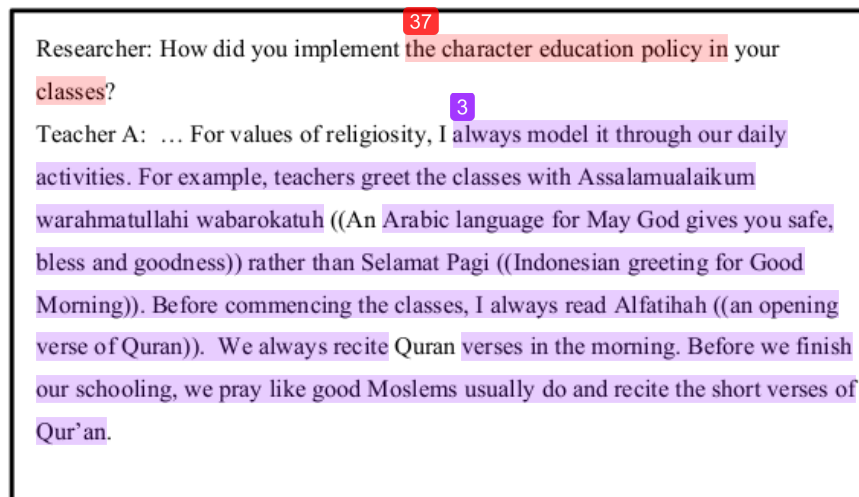 37
Researcher: How did you implement the character education policy in your
classes?
3
Teacher A:  … For values of religiosity, I always model it through our daily
activities. For example, teachers greet the classes with Assalamualaikum
warahmatullahi wabarokatuh ((An Arabic language for May God gives you safe,
bless and goodness)) rather than Selamat Pagi ((Indonesian greeting for Good
Morning)). Before commencing the classes, I always read Alfatihah ((an opening
verse of Quran)).  We always recite Quran verses in the morning. Before we finish
our schooling, we pray like good Moslems usually do and recite the short verses of
Qur’an.